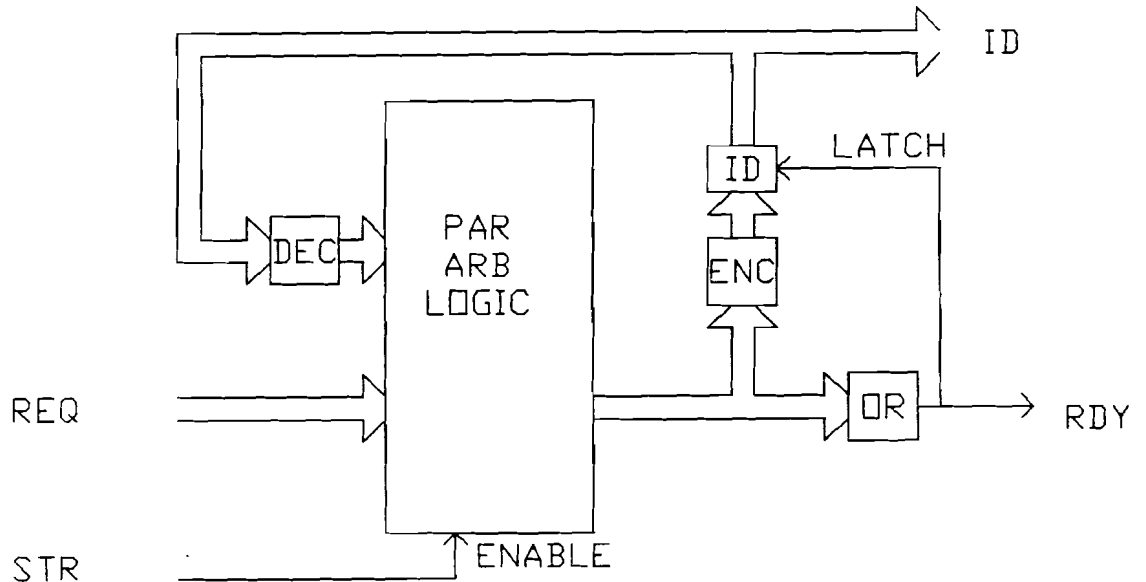 ID
LATCH
ID
DEC
PAR
ARB
LOGIC
ENC
REQ
OR
RDY
ENABLE
STR